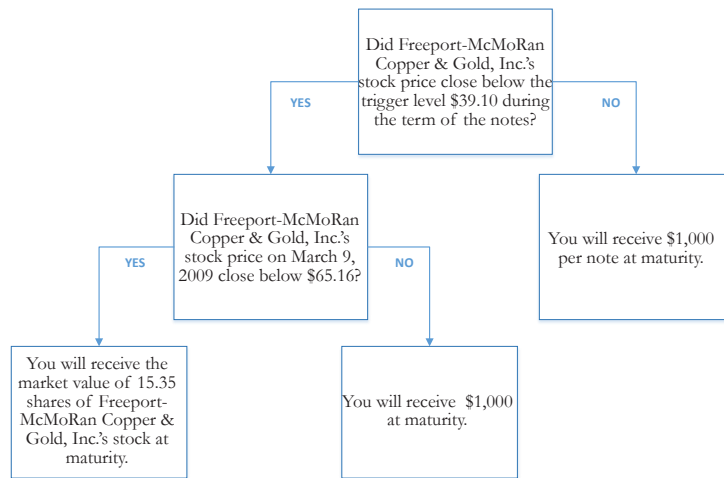 Did Freeport-McMoRan
Copper & Gold, Inc.'s
stock price close below the
trigger level $39.10 during
the term of the notes?
YES
NO
Did Freeport-McMoRan
Copper & Gold, Inc.'s
stock price on March 9,
2009 close below $65.16?
You will receive $1,000
per note at maturity.
YES
NO
You will receive the
market value of 15.35
shares of Freeport-
McMoRan Copper &
Gold, Inc.'s stock at
maturity.
You will receive $1,000
at maturity.